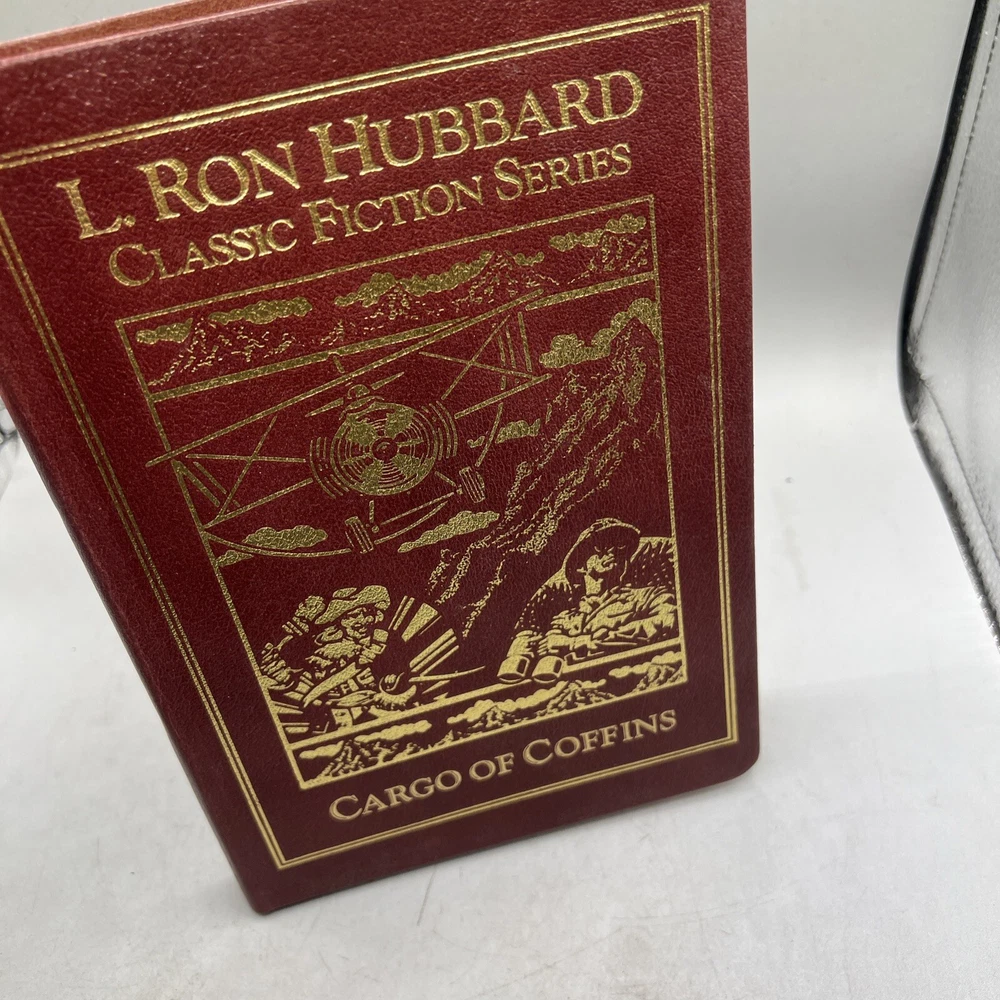 L. RON HUBBARD
CLASSIC FICTION SERIES
CARGO OF COFFINS